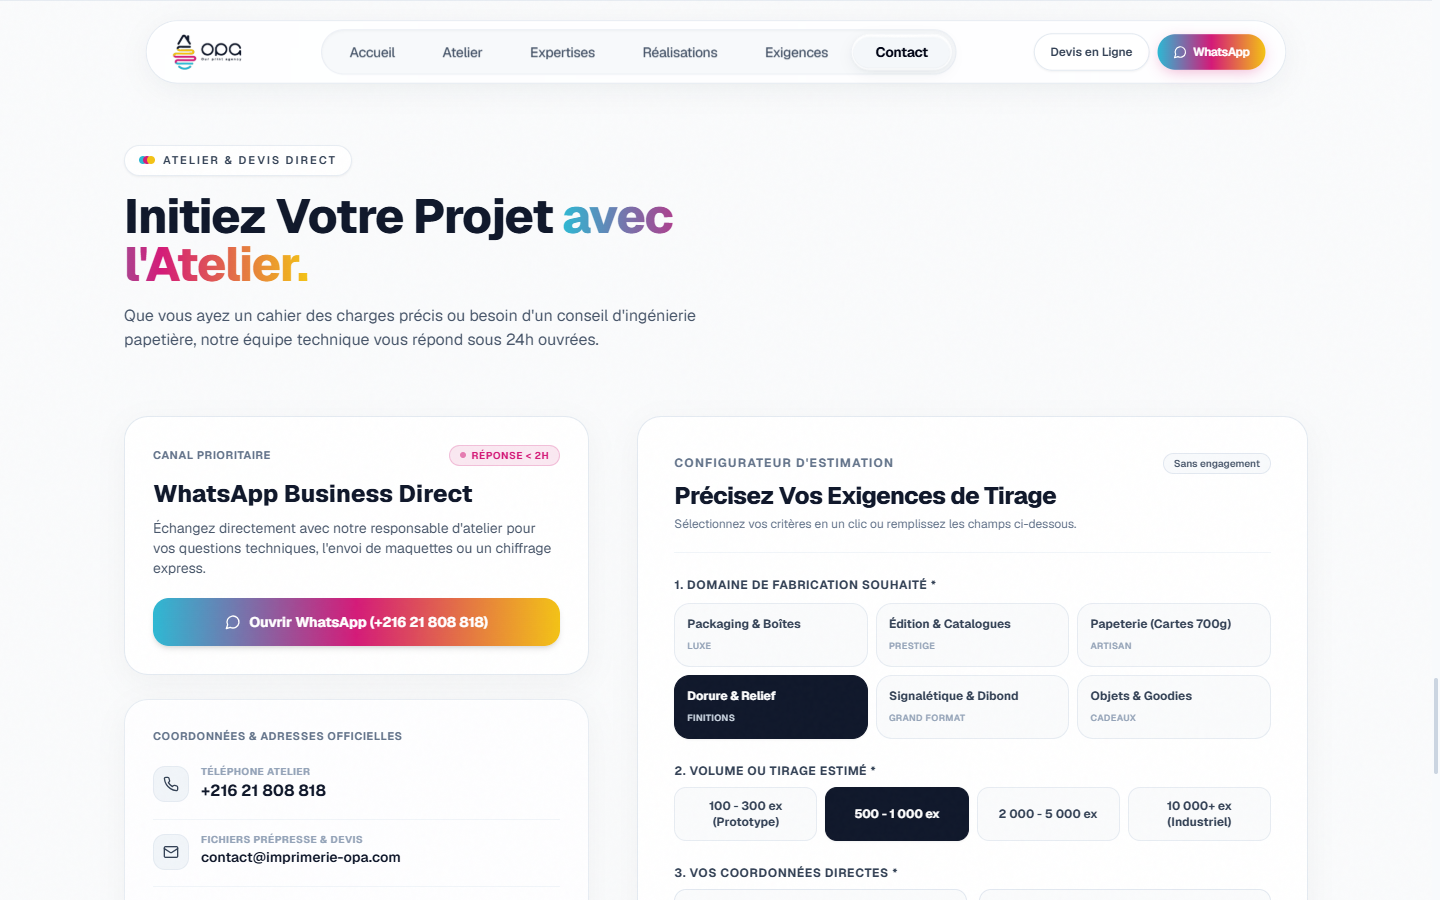 opa
Our print agency
Accueil
Atelier
Expertises
Réalisations
Exigences
Contact
Devis en Ligne
WhatsApp
ATELIER & DEVIS DIRECT
Initiez Votre Projet avec
l'Atelier.
Que vous ayez un cahier des charges précis ou besoin d'un conseil d'ingénierie
papetière, notre équipe technique vous répond sous 24h ouvrées.
CANAL PRIORITAIRE
RÉPONSE < 2H
WhatsApp Business Direct
Échangez directement avec notre responsable d'atelier pour
vos questions techniques, l'envoi de maquettes ou un chiffrage
express.
Ouvrir WhatsApp (+216 21 808 818)
COORDONNÉES & ADRESSES OFFICIELLES
TÉLÉPHONE ATELIER
+216 21 808 818
FICHIERS PRÉPRESSE & DEVIS
contact@imprimerie-opa.com
CONFIGURATEUR D'ESTIMATION
Sans engagement
Précisez Vos Exigences de Tirage
Sélectionnez vos critères en un clic ou remplissez les champs ci-dessous.
1. DOMAINE DE FABRICATION SOUHAITÉ *
Packaging & Boîtes
LUXE
Édition & Catalogues
PRESTIGE
Papeterie (Cartes 700g)
ARTISAN
Dorure & Relief
FINITIONS
Signalétique & Dibond
GRAND FORMAT
Objets & Goodies
CADEAUX
2. VOLUME OU TIRAGE ESTIMÉ *
100 - 300 ex
(Prototype)
500 - 1 000 ex
2 000 - 5 000 ex
10 000+ ex
(Industriel)
3. VOS COORDONNÉES DIRECTES *